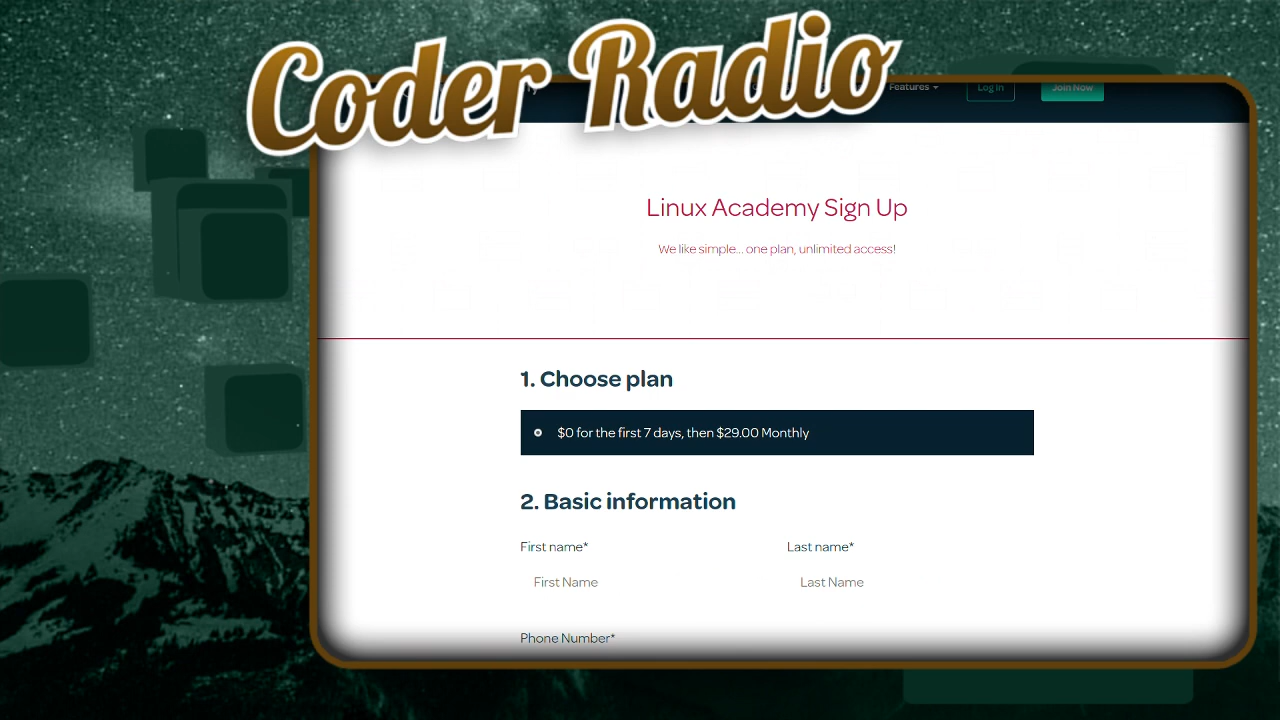 Coder Radio
Features
Log In
Join Now
Linux Academy Sign Up
We like simple... one plan, unlimited access!
1. Choose plan
$0 for the first 7 days, then $29.00 Monthly
2. Basic information
First name* Last name*
First Name Last Name
Phone Number*